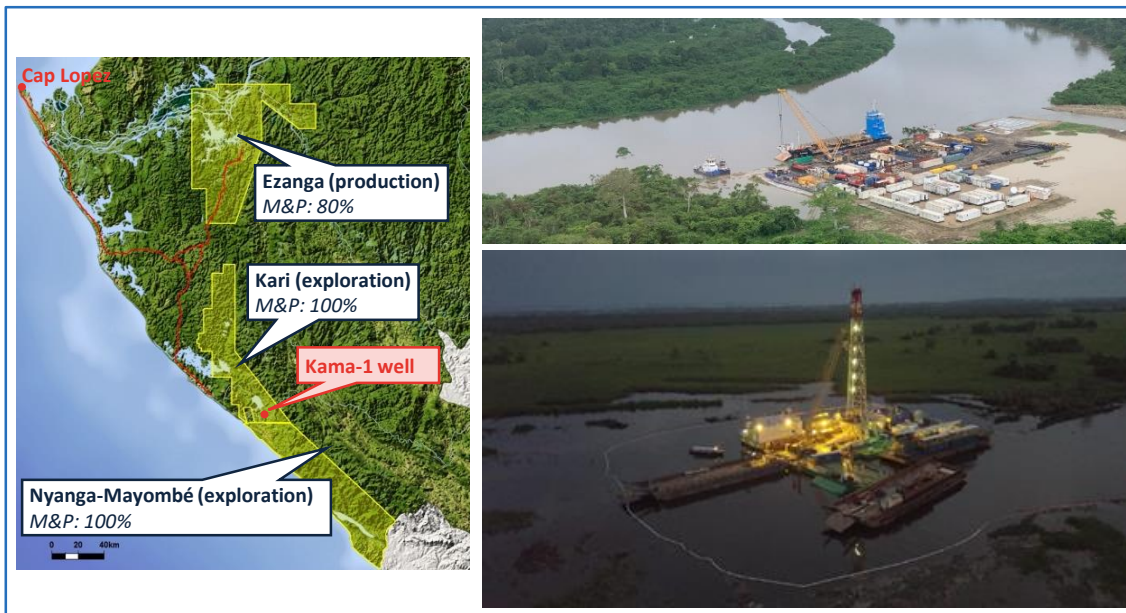 Cap Lopez
Ezanga (production)
M&P: 80%
Kari (exploration)
M&P: 100%
Kama-1 well
Nyanga-Mayombé (exploration)
M&P: 100%
0 20 40km